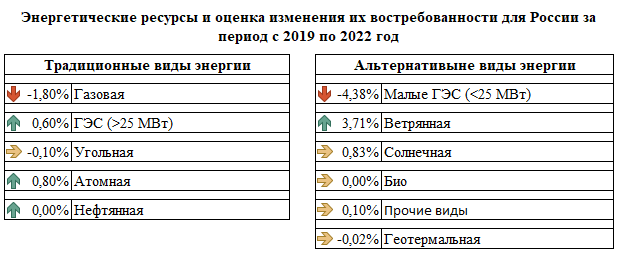 Энергетические ресурсы и оценка изменения их востребованности для России за
период с 2019 по 2022 год
Традиционные виды энергии
-1,80% Газовая
0,60% ГЭС (>25 МВт)
-0,10% Угольная
0,80% Атомная
0,00% Нефтянная
Альтернативыне виды энергии
-4,38% Малые ГЭС (<25 МВт)
3,71% Ветрянная
0,83% Солнечная
0,00% Био
0,10% Прочие виды
-0,02% Геотермальная